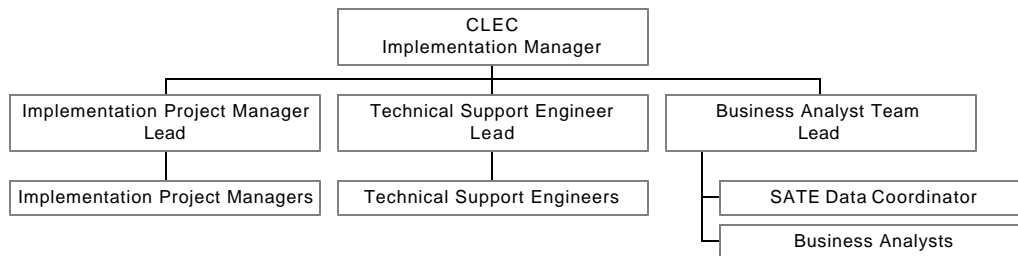 CLEC
Implementation Manager
Implementation Project Manager
Lead
Technical Support Engineer
Lead
Business Analyst Team
Lead
Implementation Project Managers
Technical Support Engineers
SATE Data Coordinator
Business Analysts